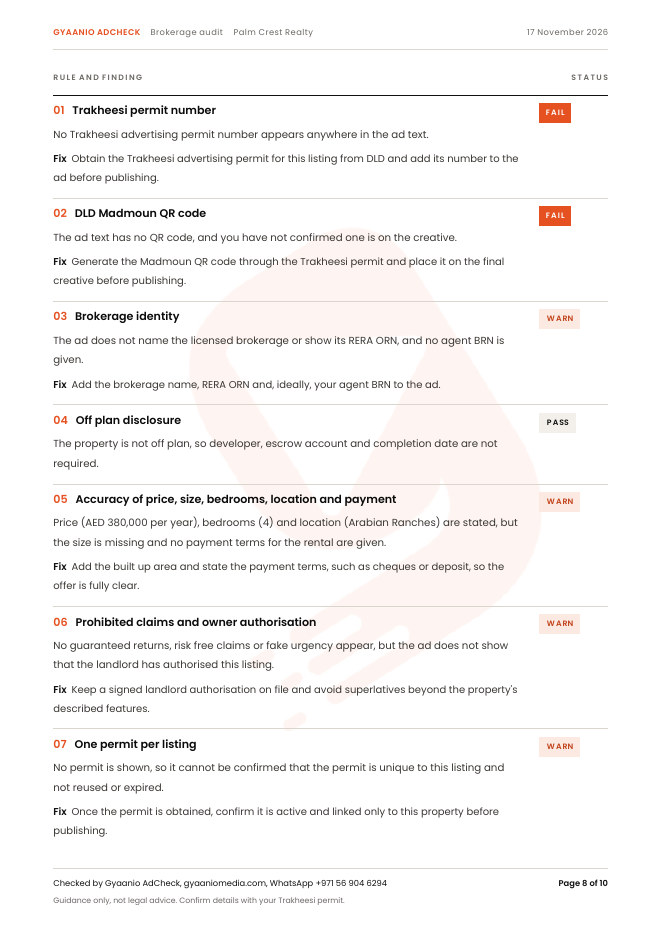 GYAANIO ADCHECK Brokerage audit Palm Crest Realty 17 November 2026
RULE AND FINDING STATUS
01 Trakheesi permit number FAIL
No Trakheesi advertising permit number appears anywhere in the ad text.
Fix Obtain the Trakheesi advertising permit for this listing from DLD and add its number to the
ad before publishing.
02 DLD Madmoun QR code FAIL
The ad text has no QR code, and you have not confirmed one is on the creative.
Fix Generate the Madmoun QR code through the Trakheesi permit and place it on the final
creative before publishing.
03 Brokerage identity WARN
The ad does not name the licensed brokerage or show its RERA ORN, and no agent BRN is
given.
Fix Add the brokerage name, RERA ORN and, ideally, your agent BRN to the ad.
04 Off plan disclosure PASS
The property is not off plan, so developer, escrow account and completion date are not
required.
05 Accuracy of price, size, bedrooms, location and payment WARN
Price (AED 380,000 per year), bedrooms (4) and location (Arabian Ranches) are stated, but
the size is missing and no payment terms for the rental are given.
Fix Add the built up area and state the payment terms, such as cheques or deposit, so the
offer is fully clear.
06 Prohibited claims and owner authorisation WARN
No guaranteed returns, risk free claims or fake urgency appear, but the ad does not show
that the landlord has authorised this listing.
Fix Keep a signed landlord authorisation on file and avoid superlatives beyond the property's
described features.
07 One permit per listing WARN
No permit is shown, so it cannot be confirmed that the permit is unique to this listing and
not reused or expired.
Fix Once the permit is obtained, confirm it is active and linked only to this property before
publishing.
Checked by Gyaanio AdCheck, gyaaniomedia.com, WhatsApp +971 56 904 6294 Page 8 of 10
Guidance only, not legal advice. Confirm details with your Trakheesi permit.